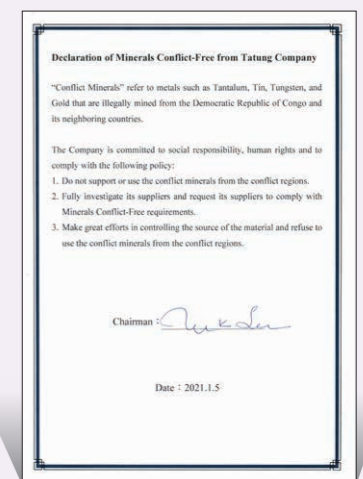 Declaration of Minerals Conflict-Free from Tatung Company
“Conflict Minerals” refer to metals such as Tantalum, Tin, Tungsten, and
Gold that are illegally mined from the Democratic Republic of Congo and
its neighboring countries.
The Company is committed to social responsibility, human rights and to
comply with the following policy:
1. Do not support or use the conflict minerals from the conflict regions.
2. Fully investigate its suppliers and request its suppliers to comply with
Minerals Conflict-Free requirements.
3. Make great efforts in controlling the source of the material and refuse to
use the conflict minerals from the conflict regions.
Chairman：
Date：2021.1.5